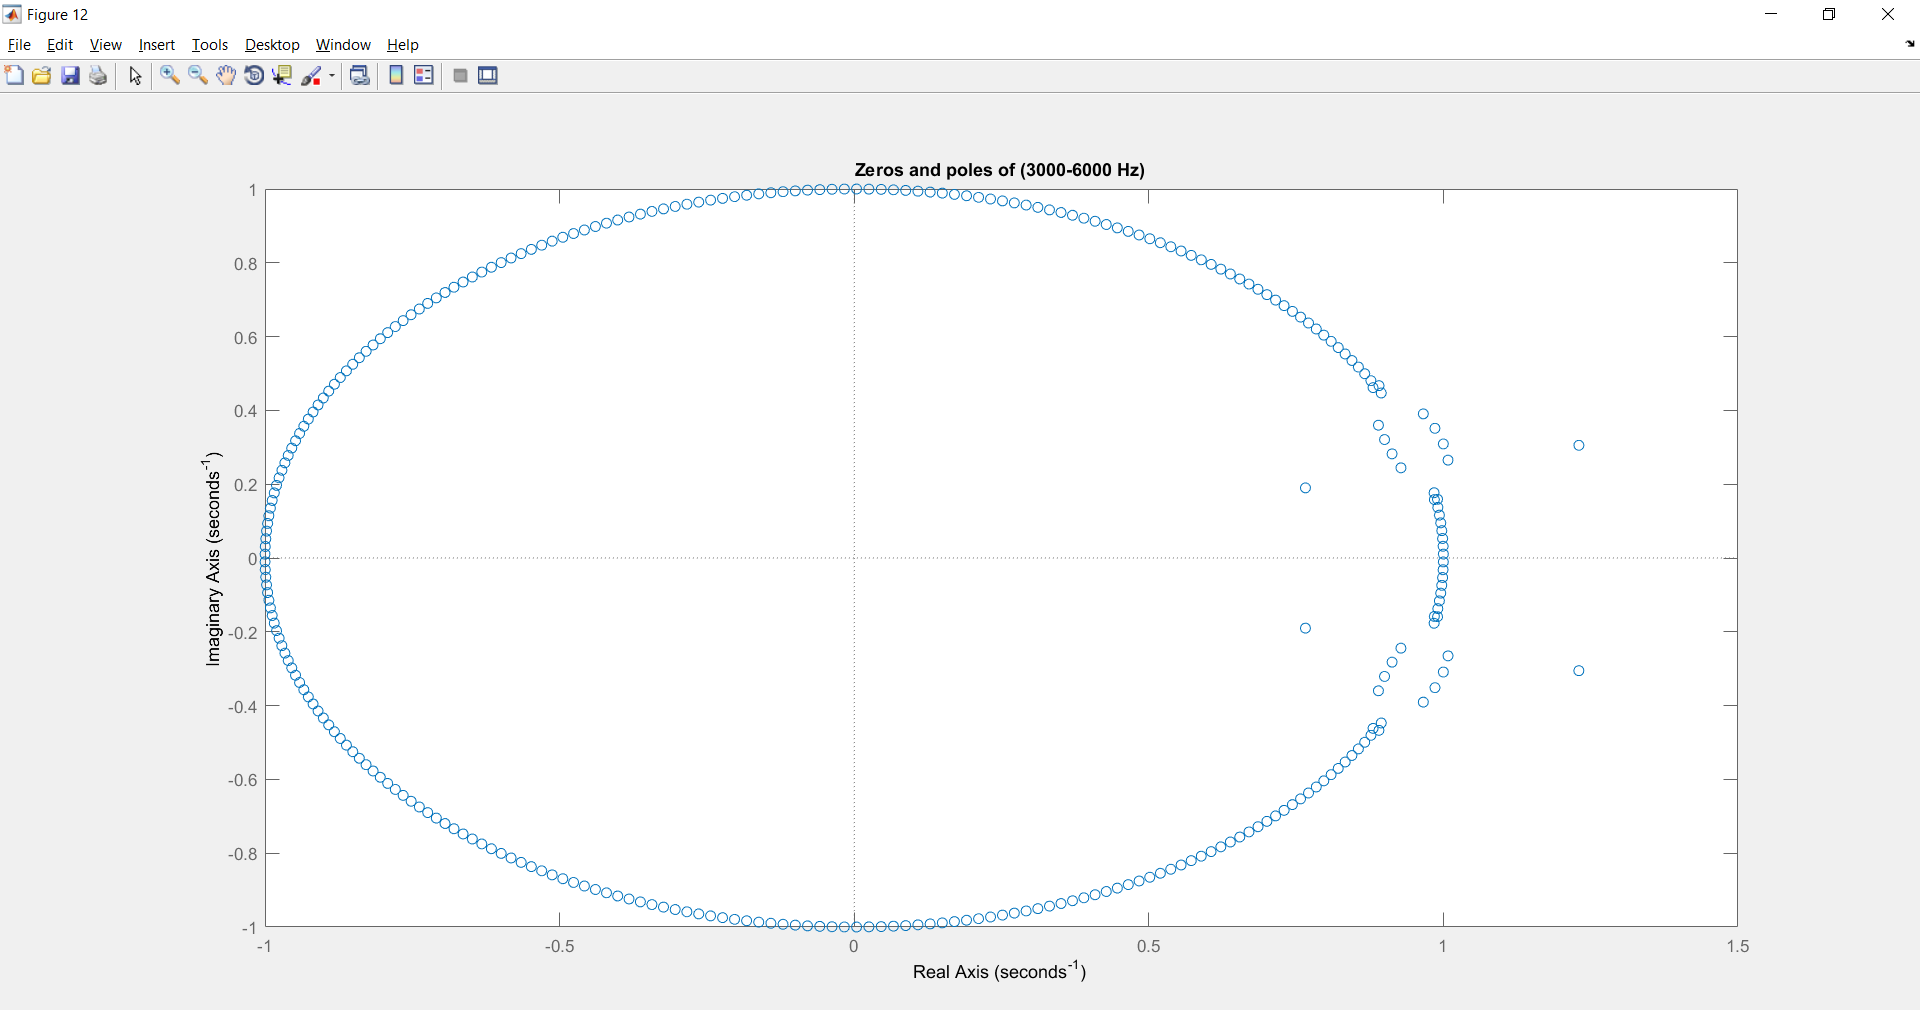 Figure 12
File Edit View Insert Tools Desktop Window Help
Zeros and poles of (3000-6000 Hz)
1
0.8
0.6
0.4
0.2
0
-0.2
-0.4
-0.6
-0.8
-1
Imaginary Axis (seconds^-1)
-1 -0.5 0 0.5 1 1.5
Real Axis (seconds^-1)